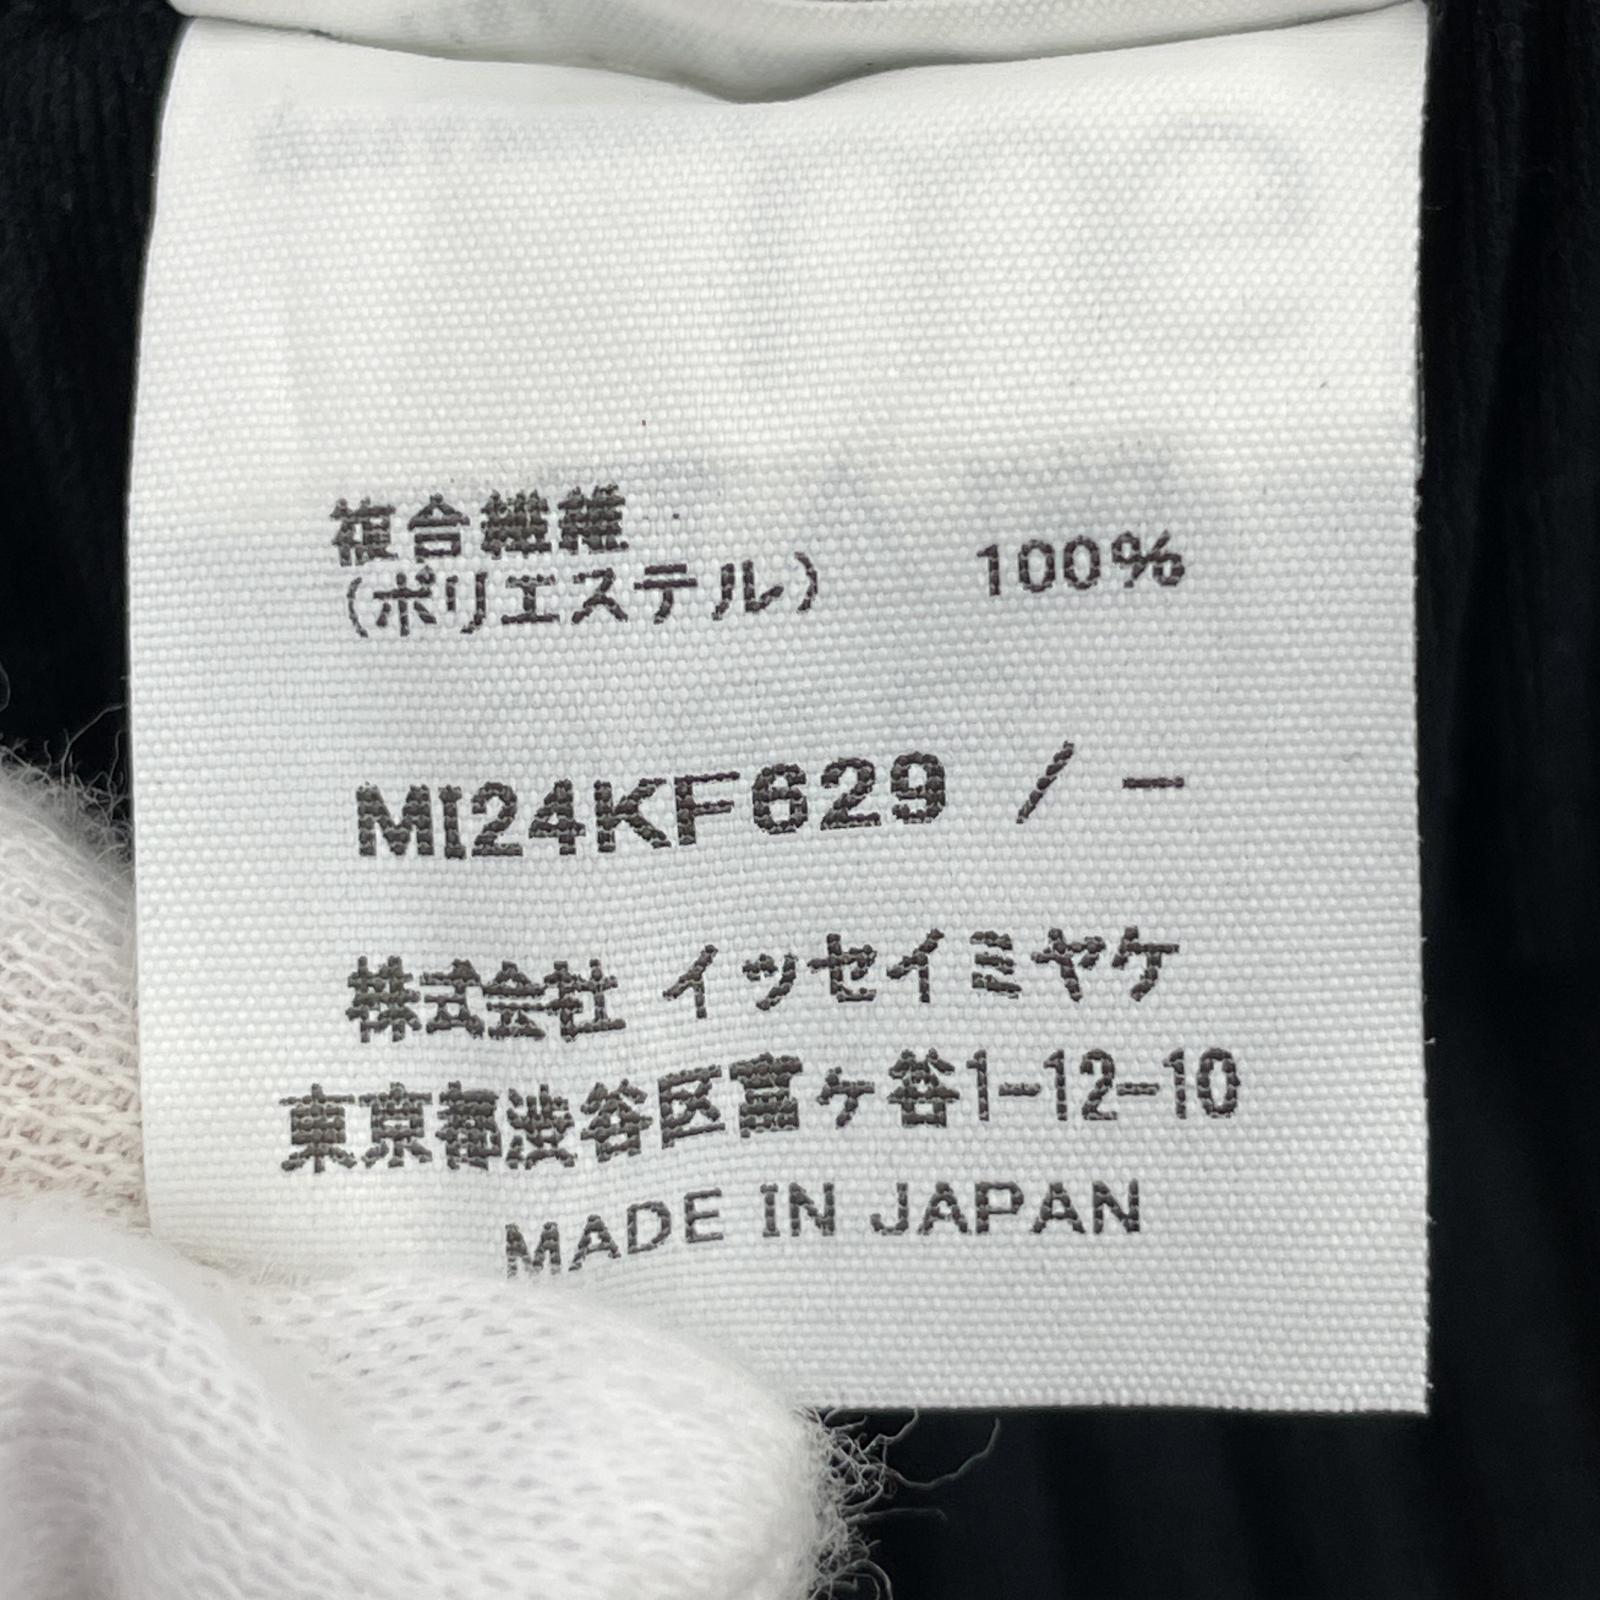 複合繊維
(ポリエステル) 100%
MI24KF629 / -
株式会社 イッセイミヤケ
東京都渋谷区富ヶ谷1-12-10
MADE IN JAPAN